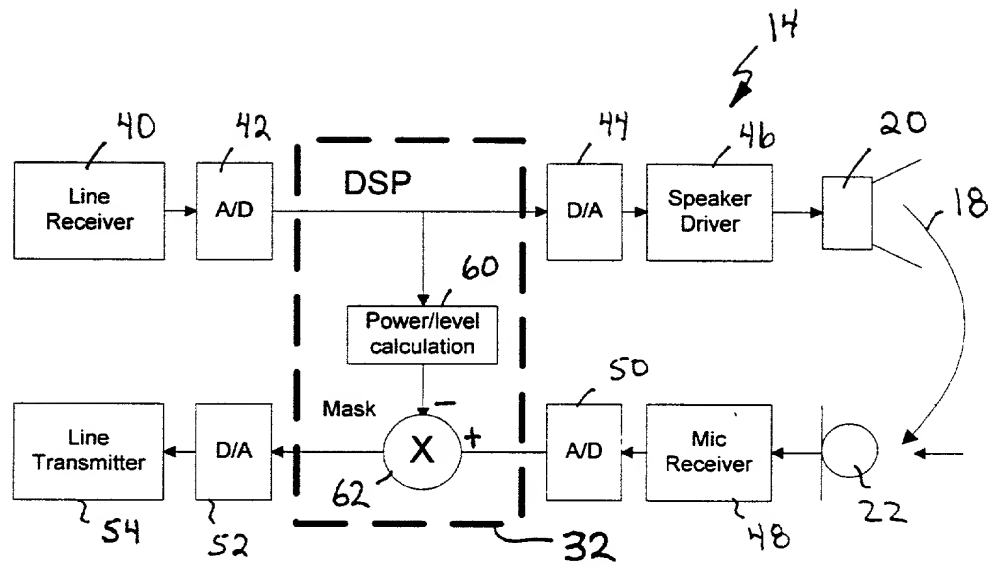 14
40
42
44
46
20
Line
Receiver
A/D
DSP
D/A
Speaker
Driver
18
60
Power/level
calculation
50
Mask
−
+
Line
Transmitter
D/A
X
A/D
Mic
Receiver
62
54
52
32
48
22